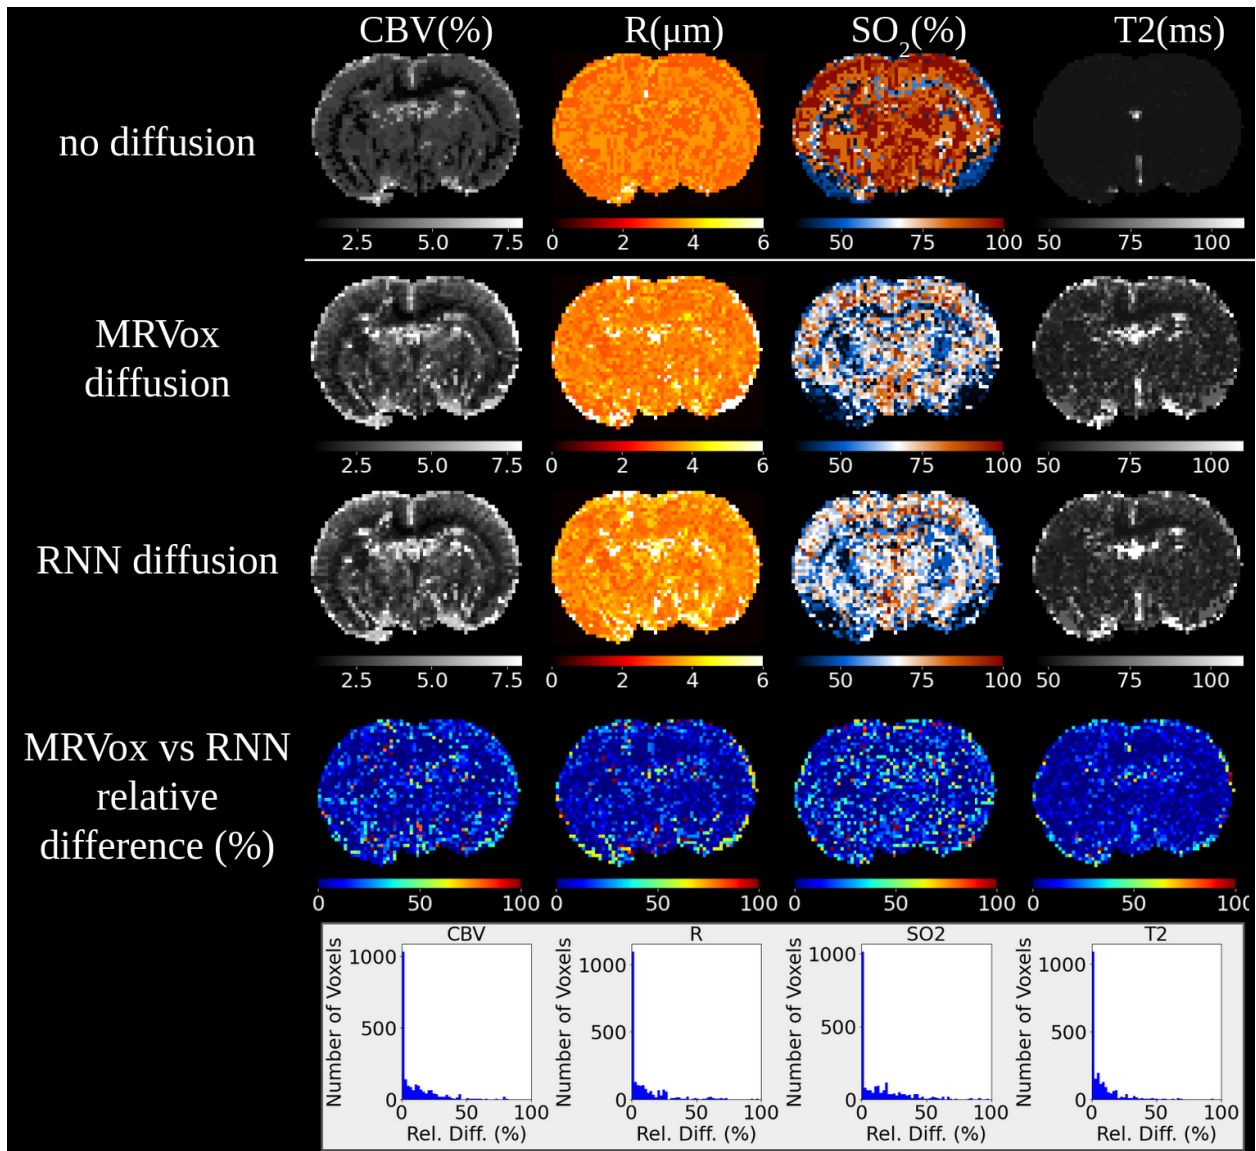 CBV(%) R(μm) SO2(%) T2(ms)
no diffusion
2.5 5.0 7.5 0 2 4 6 50 75 100 50 75 100
MRVox
diffusion
2.5 5.0 7.5 0 2 4 6 50 75 100 50 75 100
RNN diffusion
2.5 5.0 7.5 0 2 4 6 50 75 100 50 75 100
MRVox vs RNN
relative
difference (%)
0 50 100 0 50 100 0 50 100 0 50 100
CBV R SO2 T2
Number of Voxels
1000
500
0
0 50 100
Rel. Diff. (%)
Number of Voxels
1000
500
0
0 50 100
Rel. Diff. (%)
Number of Voxels
1000
500
0
0 50 100
Rel. Diff. (%)
Number of Voxels
1000
500
0
0 50 100
Rel. Diff. (%)